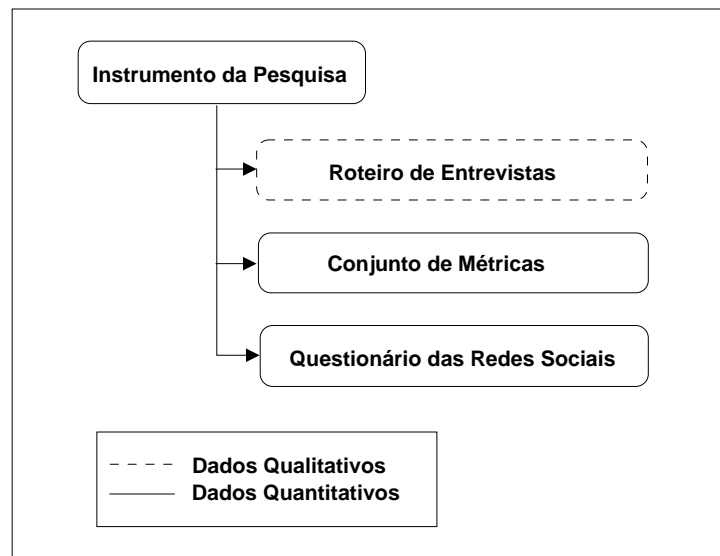 Instrumento da Pesquisa
Roteiro de Entrevistas
Conjunto de Métricas
Questionário das Redes Sociais
Dados Qualitativos
Dados Quantitativos